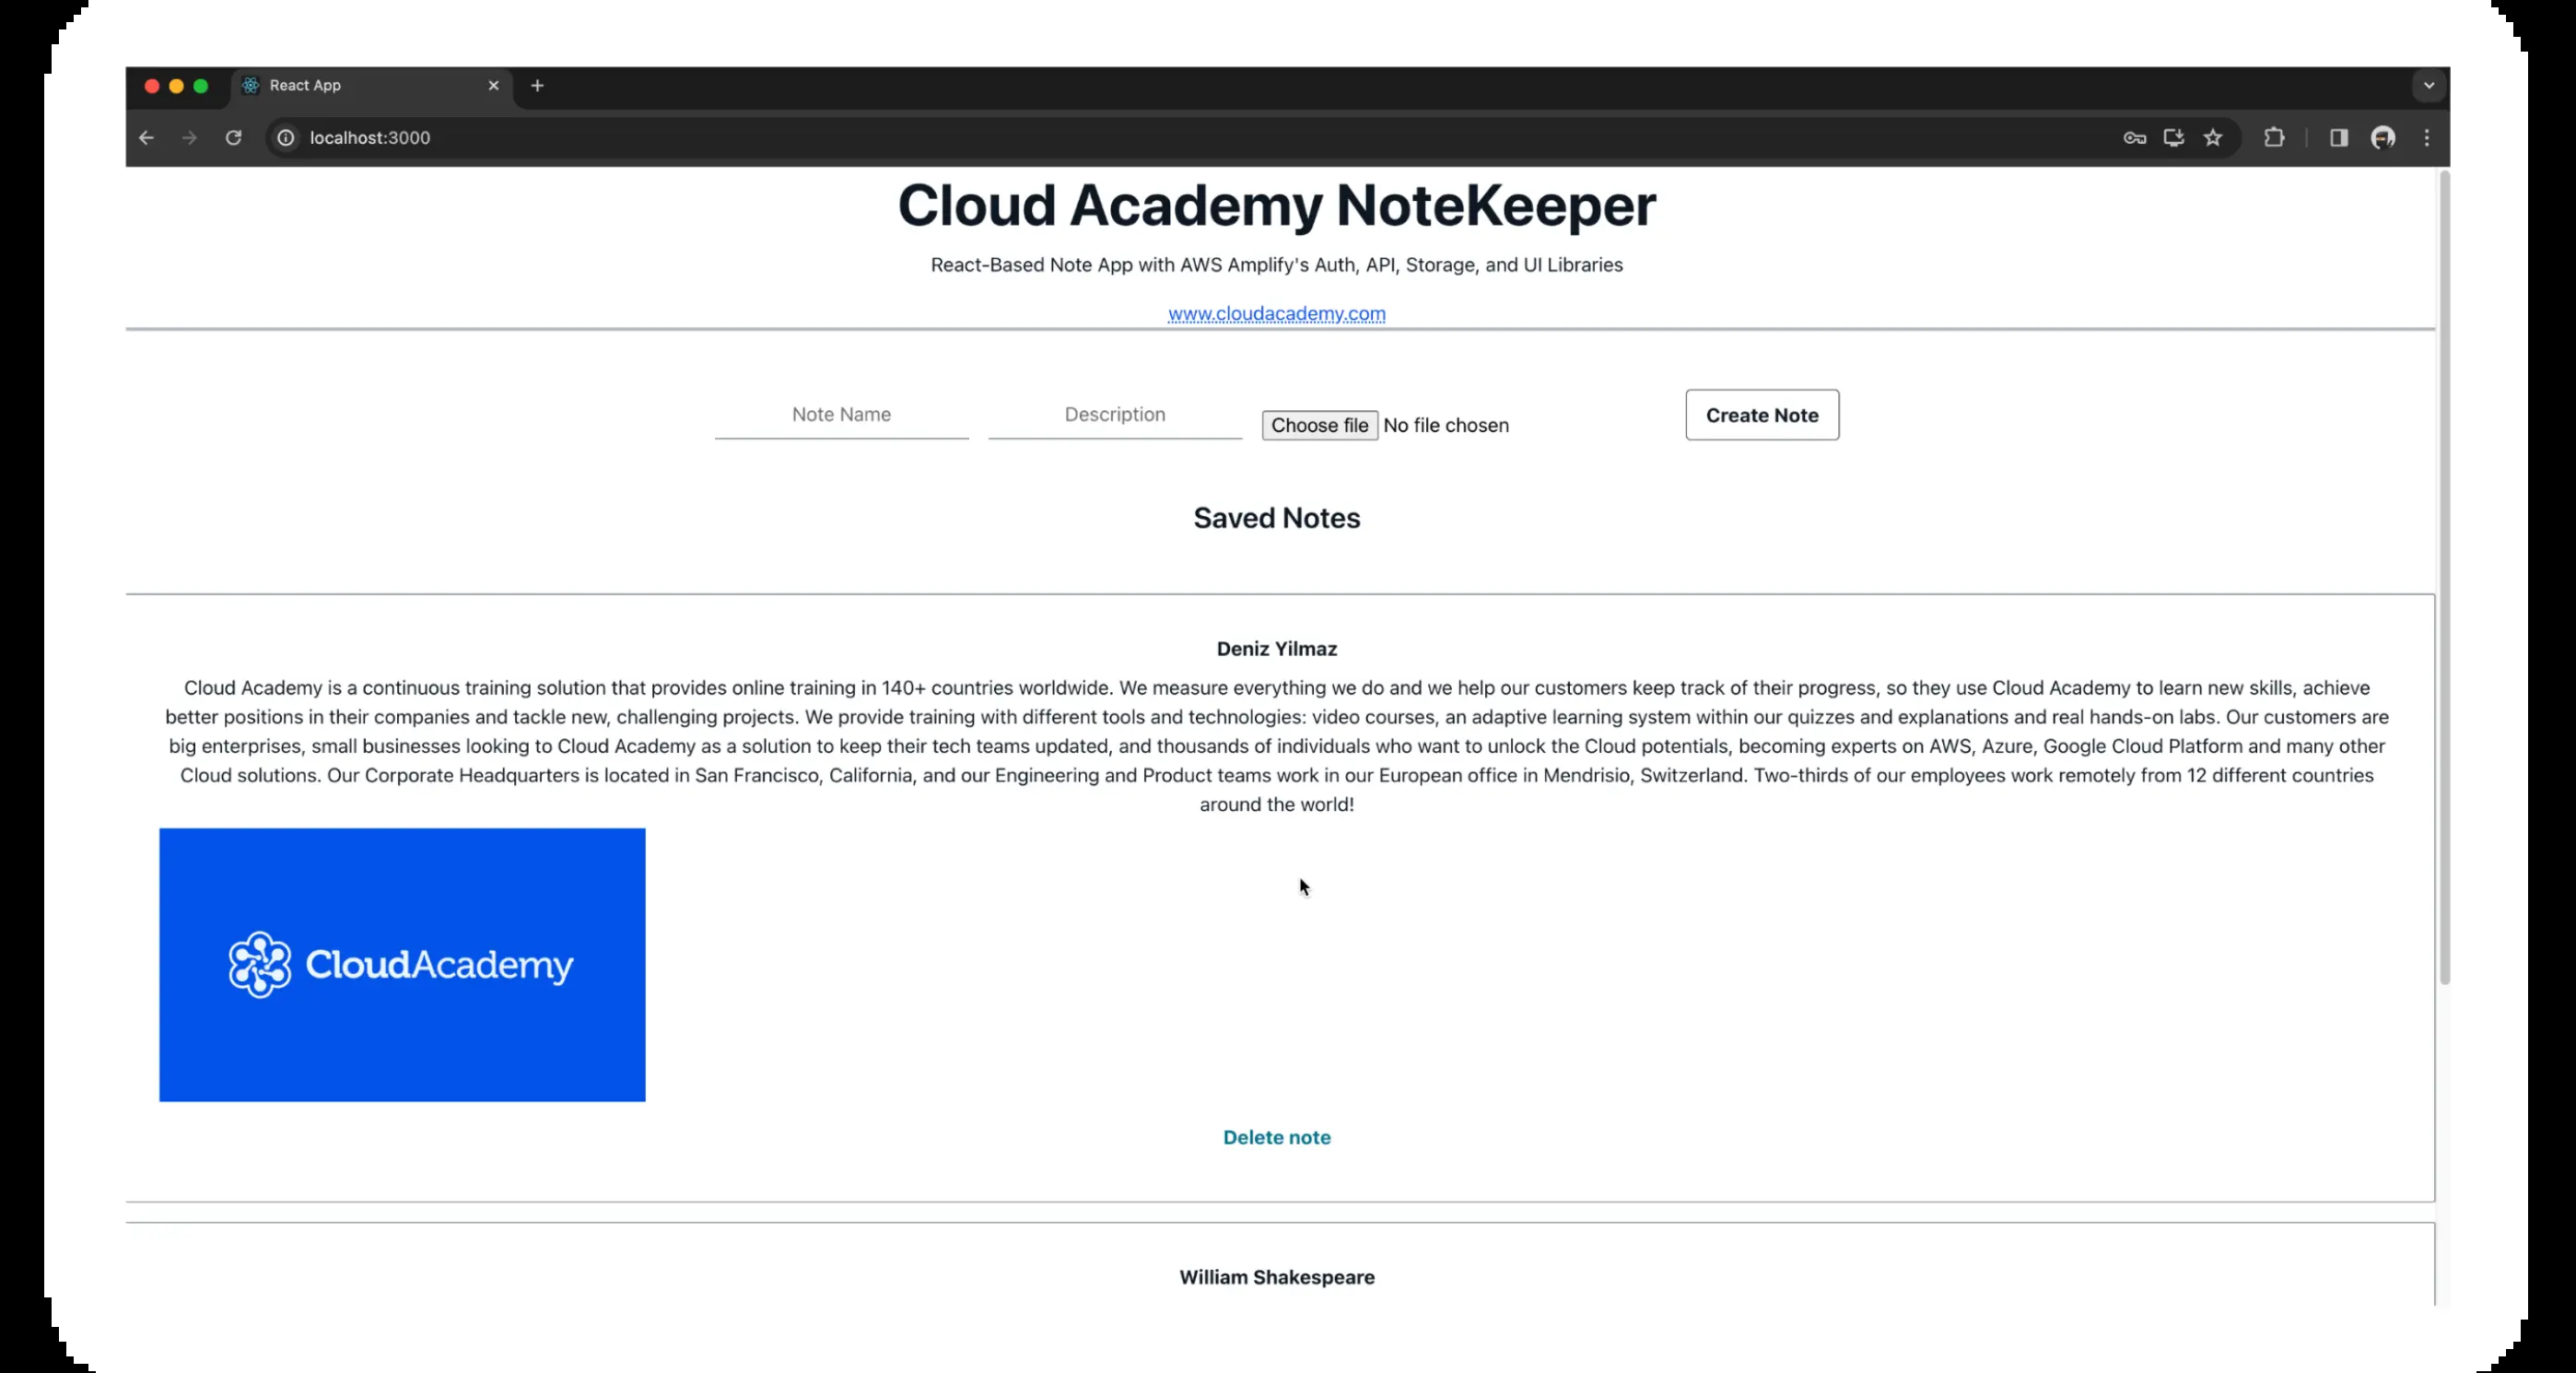 React App
localhost:3000
Cloud Academy NoteKeeper
React-Based Note App with AWS Amplify's Auth, API, Storage, and UI Libraries
www.cloudacademy.com
Note Name Description Choose file No file chosen Create Note
Saved Notes
Deniz Yilmaz
Cloud Academy is a continuous training solution that provides online training in 140+ countries worldwide. We measure everything we do and we help our customers keep track of their progress, so they use Cloud Academy to learn new skills, achieve
better positions in their companies and tackle new, challenging projects. We provide training with different tools and technologies: video courses, an adaptive learning system within our quizzes and explanations and real hands-on labs. Our customers are
big enterprises, small businesses looking to Cloud Academy as a solution to keep their tech teams updated, and thousands of individuals who want to unlock the Cloud potentials, becoming experts on AWS, Azure, Google Cloud Platform and many other
Cloud solutions. Our Corporate Headquarters is located in San Francisco, California, and our Engineering and Product teams work in our European office in Mendrisio, Switzerland. Two-thirds of our employees work remotely from 12 different countries
around the world!
CloudAcademy
Delete note
William Shakespeare